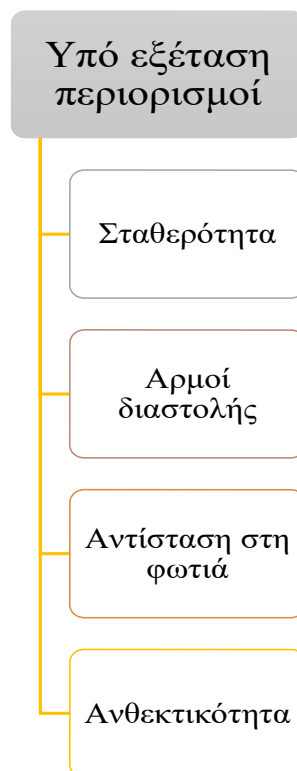 Υπό εξέταση
περιορισμοί
Σταθερότητα
Αρμοί
διαστολής
Αντίσταση στη
φωτιά
Ανθεκτικότητα